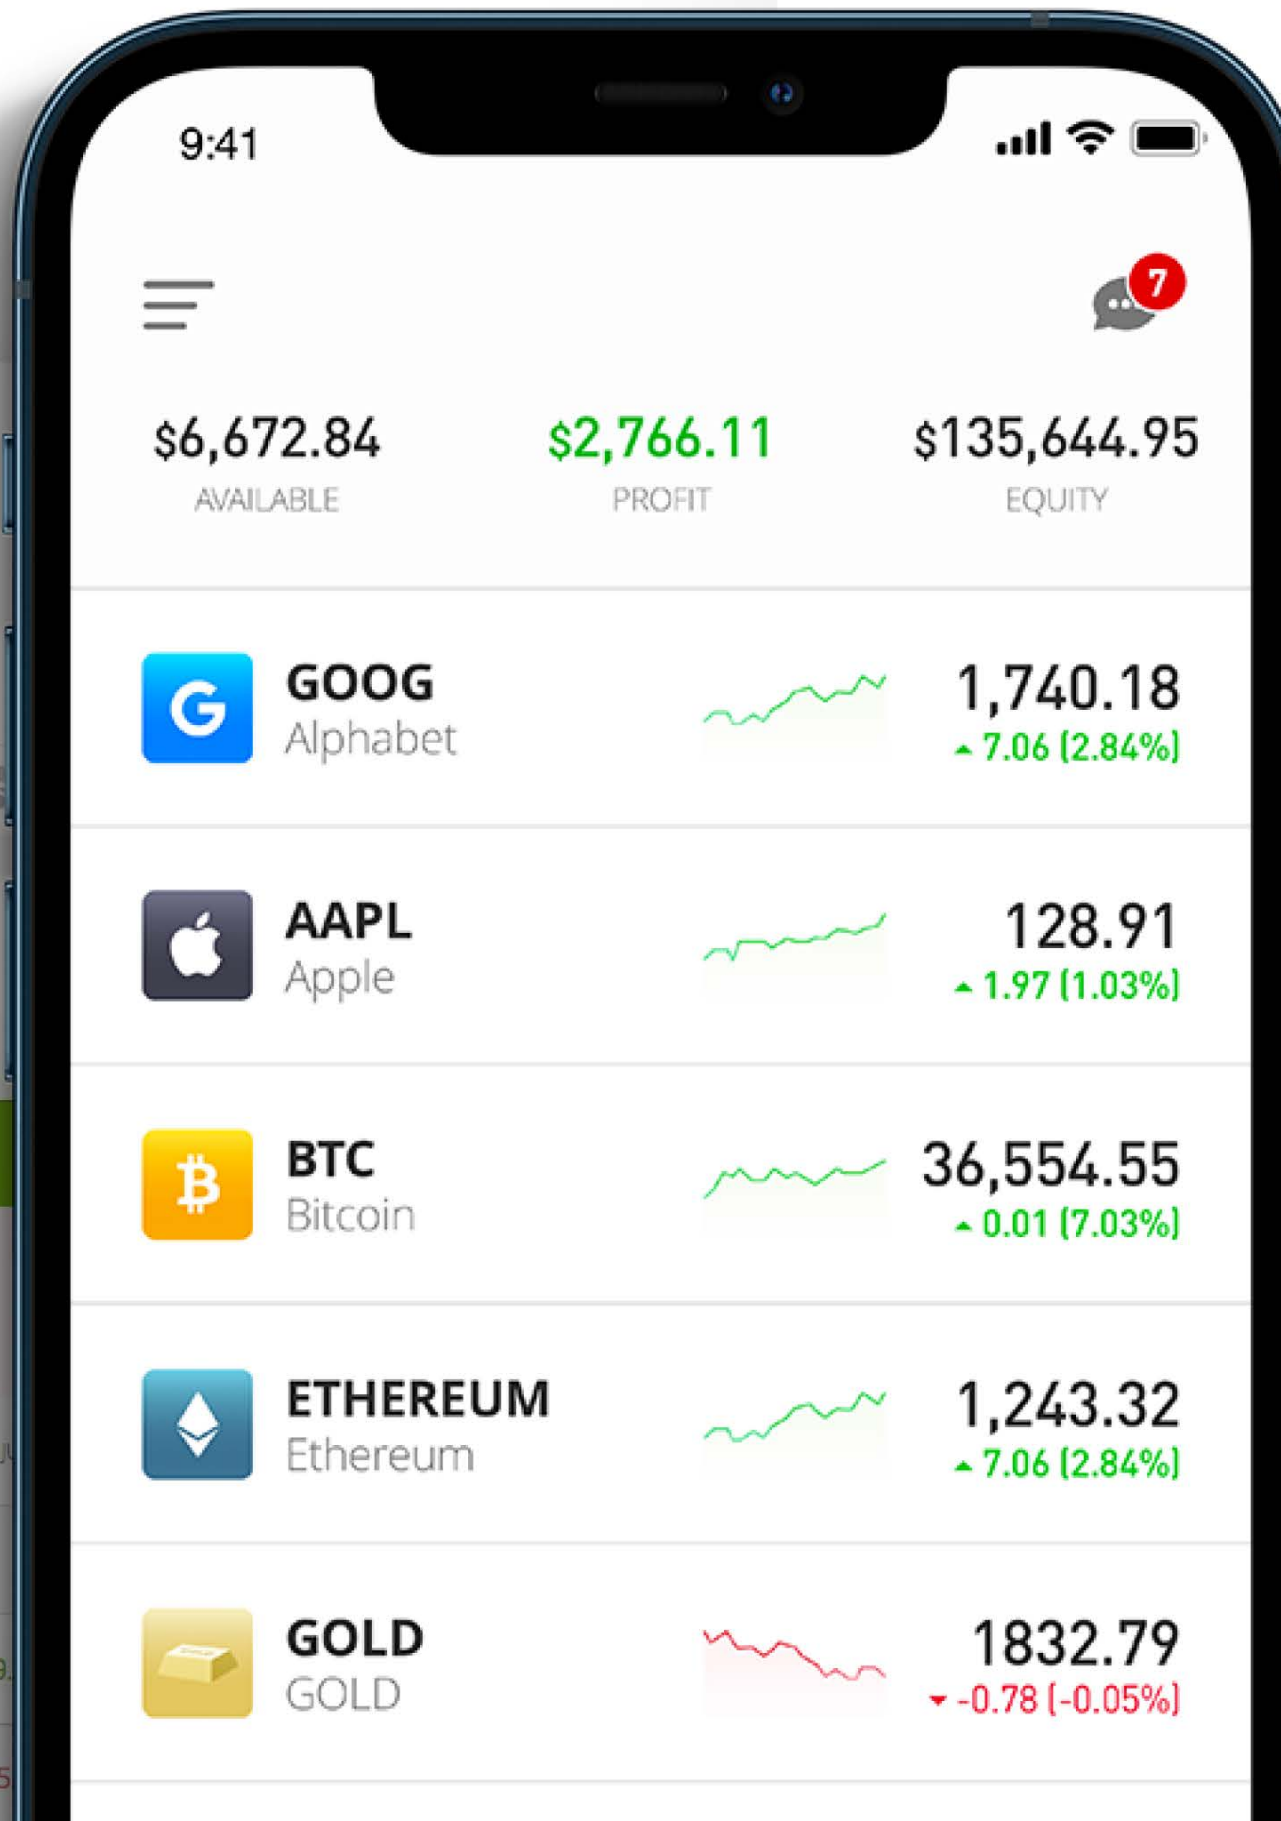 9:41
7
$6,672.84 $2,766.11 $135,644.95
AVAILABLE PROFIT EQUITY
GOOG 1,740.18
Alphabet 7.06 (2.84%)
AAPL 128.91
Apple 1.97 (1.03%)
BTC 36,554.55
Bitcoin 0.01 (7.03%)
ETHEREUM 1,243.32
Ethereum 7.06 (2.84%)
GOLD 1832.79
GOLD -0.78 (-0.05%)